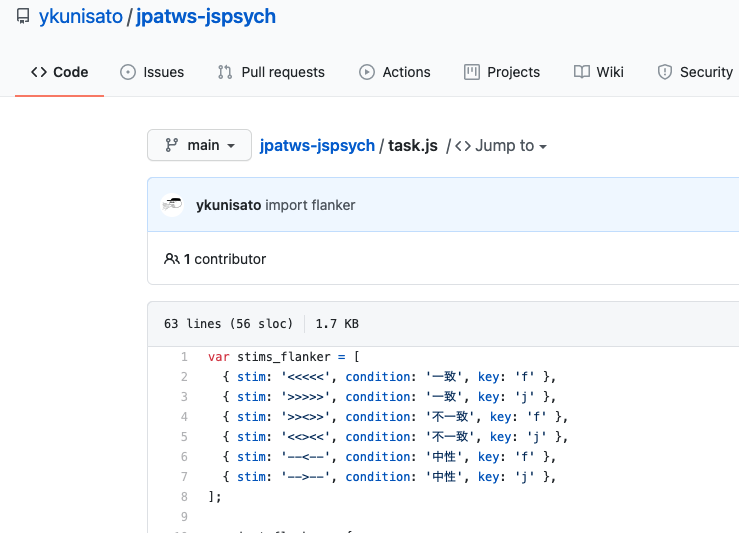 ykunisato / jpatws-jspsych
<> Code Issues Pull requests Actions Projects Wiki Security
main jpatws-jspsych / task.js / <> Jump to
ykunisato import flanker
1 contributor
63 lines (56 sloc) 1.7 KB
1 var stims_flanker = [
2 { stim: '<<<<<', condition: '一致', key: 'f' },
3 { stim: '>>>>>', condition: '一致', key: 'j' },
4 { stim: '>><>>', condition: '不一致', key: 'f' },
5 { stim: '<<><<', condition: '不一致', key: 'j' },
6 { stim: '--<--', condition: '中性', key: 'f' },
7 { stim: '-->--', condition: '中性', key: 'j' },
8 ];
9